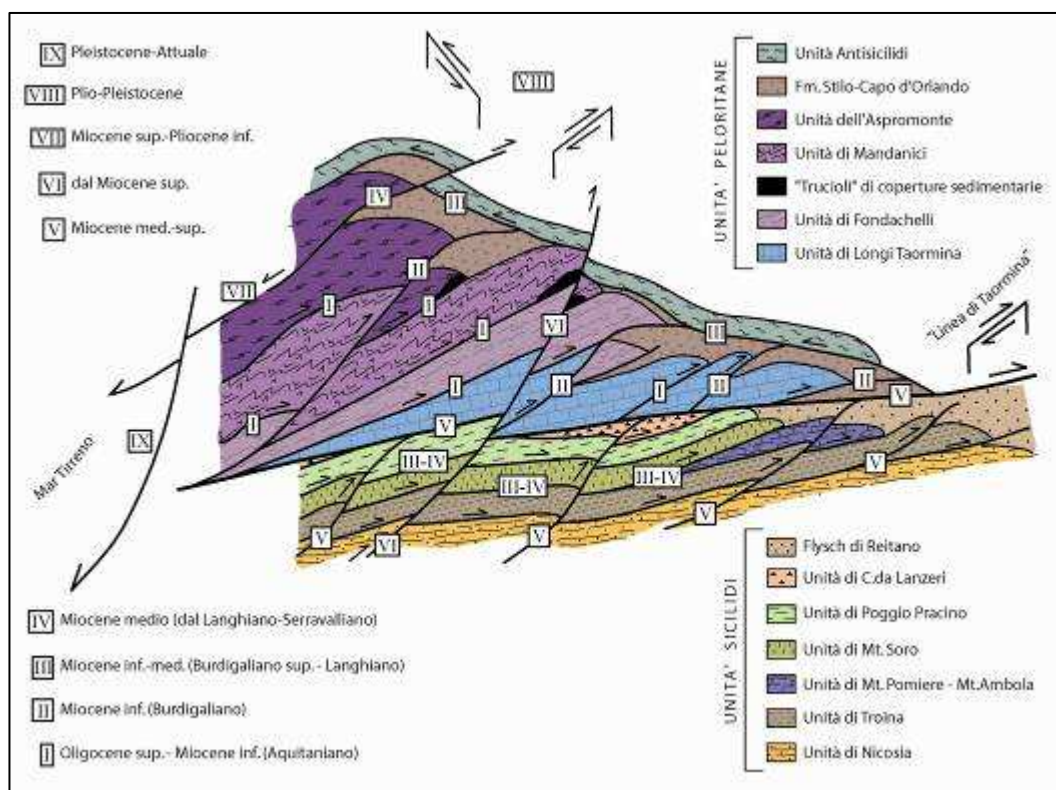 IX Pleistocene-Attuale
VIII Plio-Pleistocene
VII Miocene sup.-Pliocene inf.
VI dal Miocene sup.
V Miocene med.-sup.
VIII
UNITA' PELORITANE
Unità Antisicilidi
Fm. Stilo-Capo d'Orlando
Unità dell'Aspromonte
Unità di Mandanici
"Trucioli" di coperture sedimentarie
Unità di Fondachelli
Unità di Longi Taormina
IV
III
II
VII
I
I
I
VI
III
"Linea di Taormina"
I
II
I
II
II
V
I
V
IX
Mar Tirreno
III-IV
III-IV
III-IV
V
V
VI
V
V
IV Miocene medio (dal Langhiano-Serravalliano)
III Miocene inf.-med. (Burdigaliano sup. - Langhiano)
II Miocene inf. (Burdigaliano)
I Oligocene sup.- Miocene inf. (Aquitaniano)
UNITA' SICILIDI
Flysch di Reitano
Unità di C.da Lanzeri
Unità di Poggio Pracino
Unità di Mt. Soro
Unità di Mt. Pomiere - Mt. Ambola
Unità di Troina
Unità di Nicosia